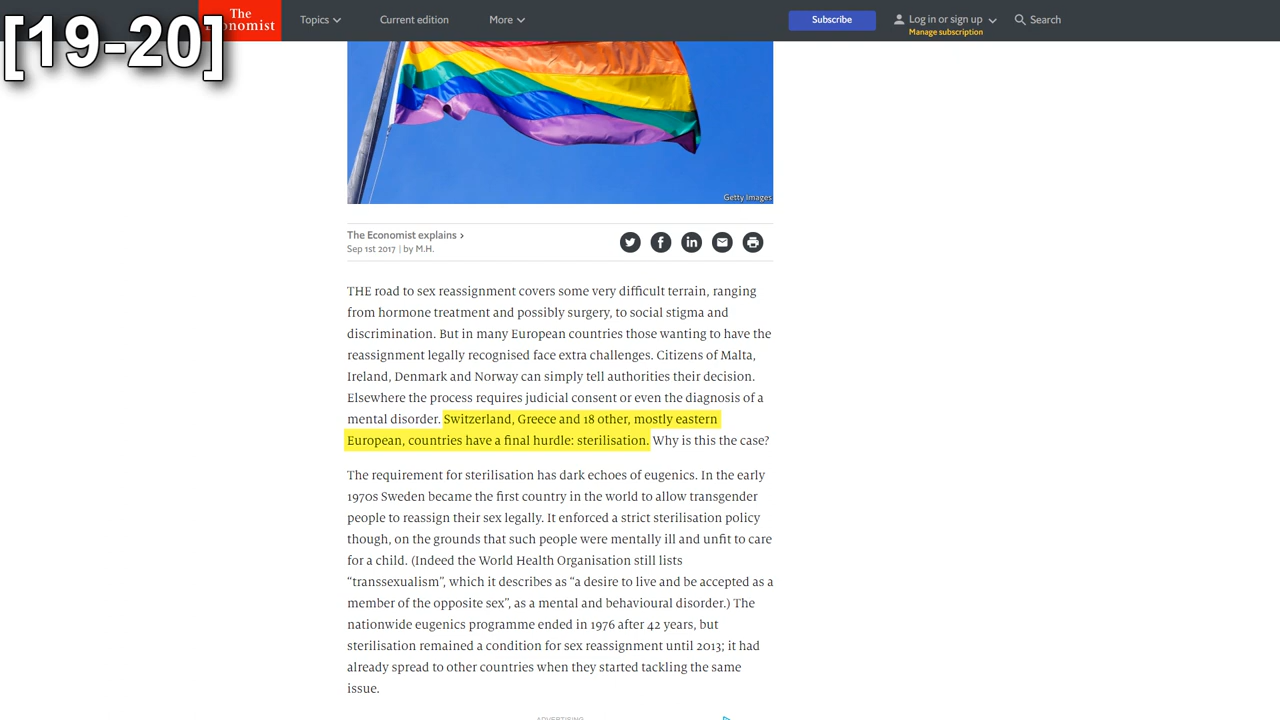 [19-20]
The
Economist
Topics
Current edition
More
Subscribe
Log in or sign up
Search
Manage subscription
Getty Images
The Economist explains ›
Sep 1st 2017 | by M.H.
THE road to sex reassignment covers some very difficult terrain, ranging
from hormone treatment and possibly surgery, to social stigma and
discrimination. But in many European countries those wanting to have the
reassignment legally recognised face extra challenges. Citizens of Malta,
Ireland, Denmark and Norway can simply tell authorities their decision.
Elsewhere the process requires judicial consent or even the diagnosis of a
mental disorder. Switzerland, Greece and 18 other, mostly eastern
European, countries have a final hurdle: sterilisation. Why is this the case?
The requirement for sterilisation has dark echoes of eugenics. In the early
1970s Sweden became the first country in the world to allow transgender
people to reassign their sex legally. It enforced a strict sterilisation policy
though, on the grounds that such people were mentally ill and unfit to care
for a child. (Indeed the World Health Organisation still lists
“transsexualism”, which it describes as “a desire to live and be accepted as a
member of the opposite sex”, as a mental and behavioural disorder.) The
nationwide eugenics programme ended in 1976 after 42 years, but
sterilisation remained a condition for sex reassignment until 2013; it had
already spread to other countries when they started tackling the same
issue.
ADVERTISING